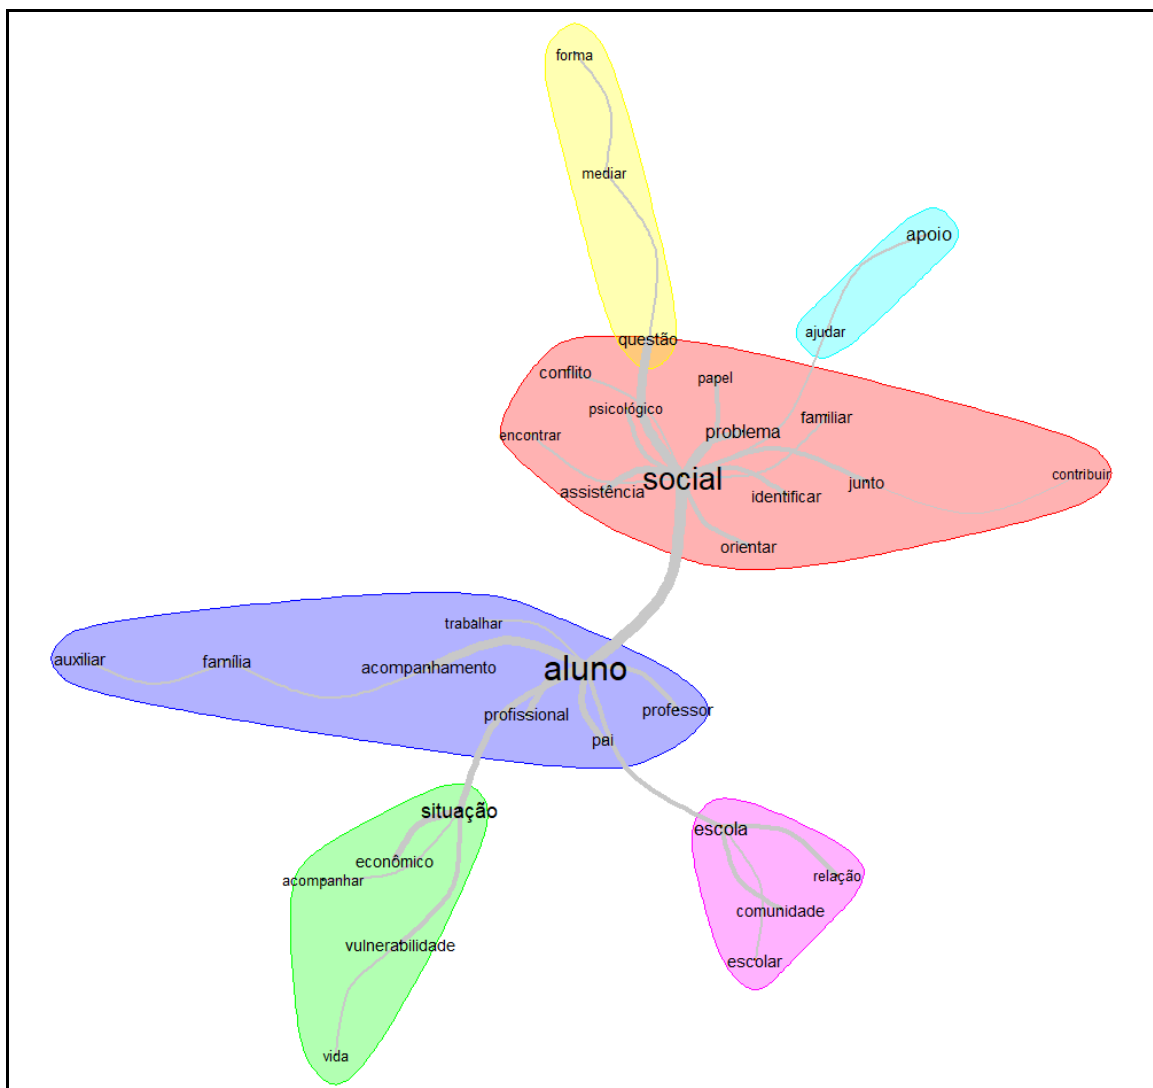 forma
mediar
apoio
ajudar
questão
conflito
papel
psicológico
familiar
problema
encontrar
social
contribuir
junto
assistência
identificar
orientar
trabalhar
auxiliar
família
acompanhamento
aluno
profissional
professor
pai
situação
escola
econômico
acompanhar
relação
comunidade
vulnerabilidade
escolar
vida